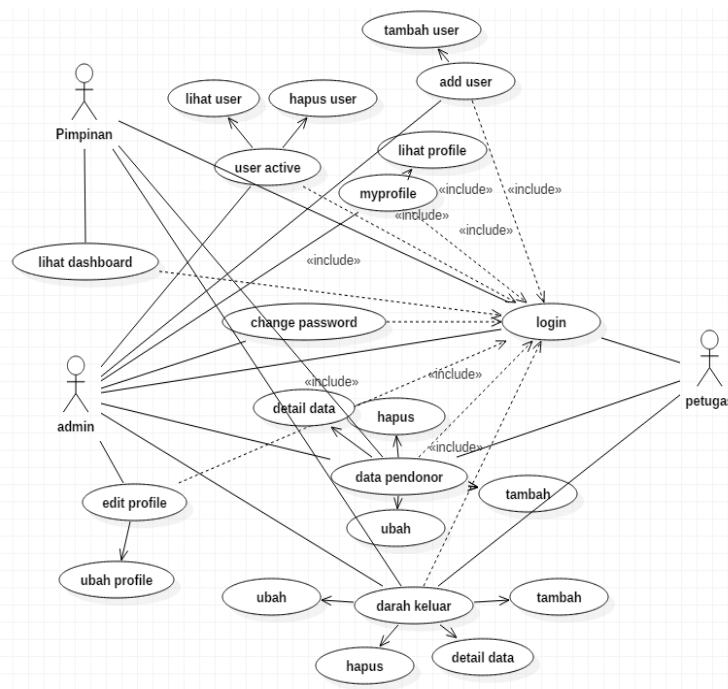 tambah user
add user
lihat user
hapus user
Pimpinan
lihat profile
user active
myprofile
«include»
«include»
«include»
«include»
lihat dashboard
«include»
change password
login
«include»
«include»
detail data
hapus
petugas
admin
«include»
data pendonor
tambah
edit profile
ubah
ubah profile
ubah
darah keluar
tambah
hapus
detail data